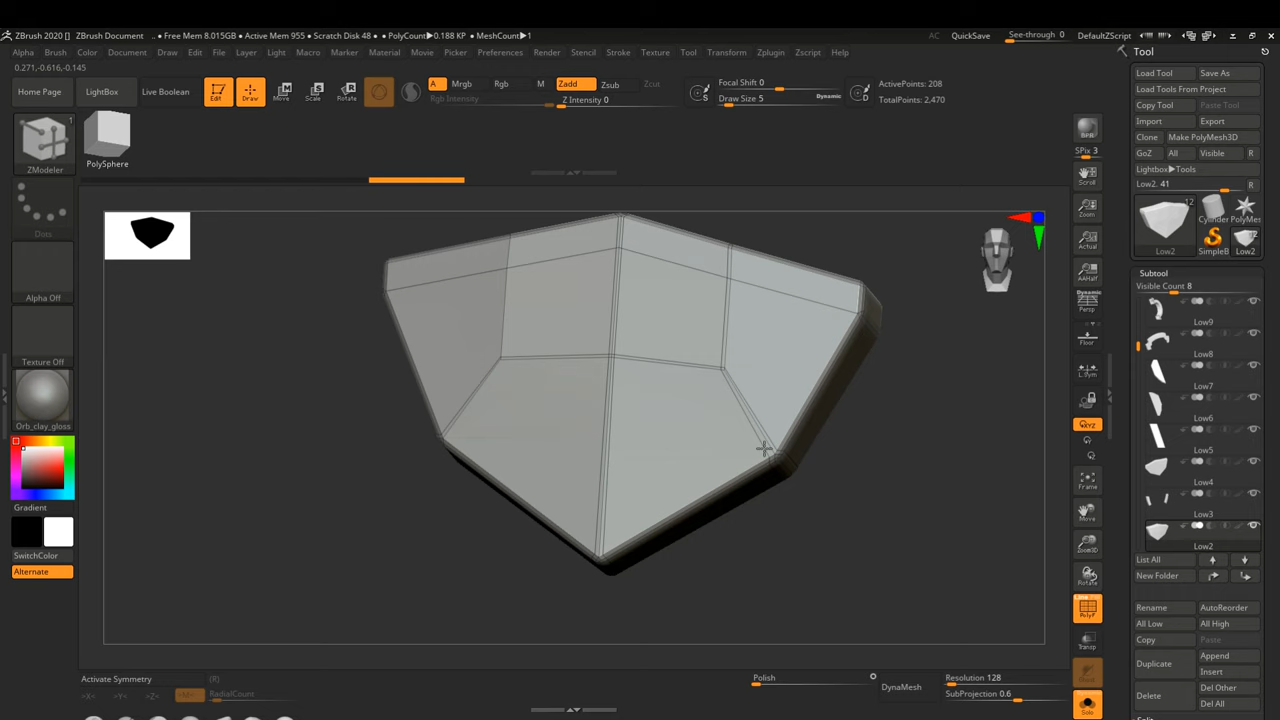 ZBrush 2020 [] .. • Free Mem 8.015GB • Active Mem 955 • Scratch Disk 48 • PolyCount▶0.188 KP • MeshCount▶1
AC QuickSave See-through 0 DefaultZScript
Alpha Brush Color Document Draw Edit File Layer Light Macro Marker Material Movie Picker Preferences Render Stencil Stroke Texture Tool Transform Zplugin Zscript Help
Tool
0.271,-0.616,-0.145
Load Tool Save As
Home Page LightBox Live Boolean Edit Draw Move Scale Rotate
A Mrgb Rgb M Zadd Zsub Zcut
Rgb Intensity Z Intensity 0
Focal Shift 0
Draw Size 5 Dynamic
S D
ActivePoints: 208
TotalPoints: 2,470
Load Tools From Project
Copy Tool Paste Tool
Import Export
Clone Make PolyMesh3D
GoZ All Visible R
Lightbox▶Tools
Low2. 41 R
12
Cylinder PolyMes
Low2 SimpleB Low2
12
1
ZModeler
PolySphere
Dots
Alpha Off
Texture Off
Orb_clay_gloss
Gradient
SwitchColor
Alternate
BPR
SPix 3
Scroll
Zoom
Actual
AAHalf
Dynamic
Persp
Floor
L.Sym
XYZ
Frame
Move
Zoom3D
Rotate
PolyF
Transp
Solo
Subtool
Visible Count 8
Low9
Low8
Low7
Low6
Low5
Low4
Low3
Low2
List All
New Folder
Rename AutoReorder
All Low All High
Copy Paste
Duplicate Append
Insert
Delete Del Other
Del All
Activate Symmetry (R)
>X< >Y< >Z< >M< RadialCount
Polish
DynaMesh
Resolution 128
SubProjection 0.6